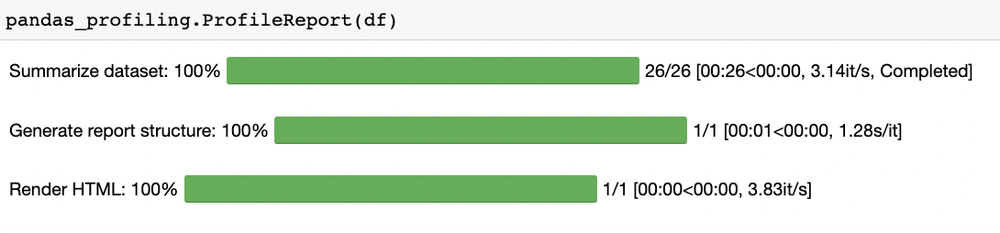 pandas_profiling.ProfileReport(df)
Summarize dataset: 100% 26/26 [00:26<00:00, 3.14it/s, Completed]
Generate report structure: 100% 1/1 [00:01<00:00, 1.28s/it]
Render HTML: 100% 1/1 [00:00<00:00, 3.83it/s]